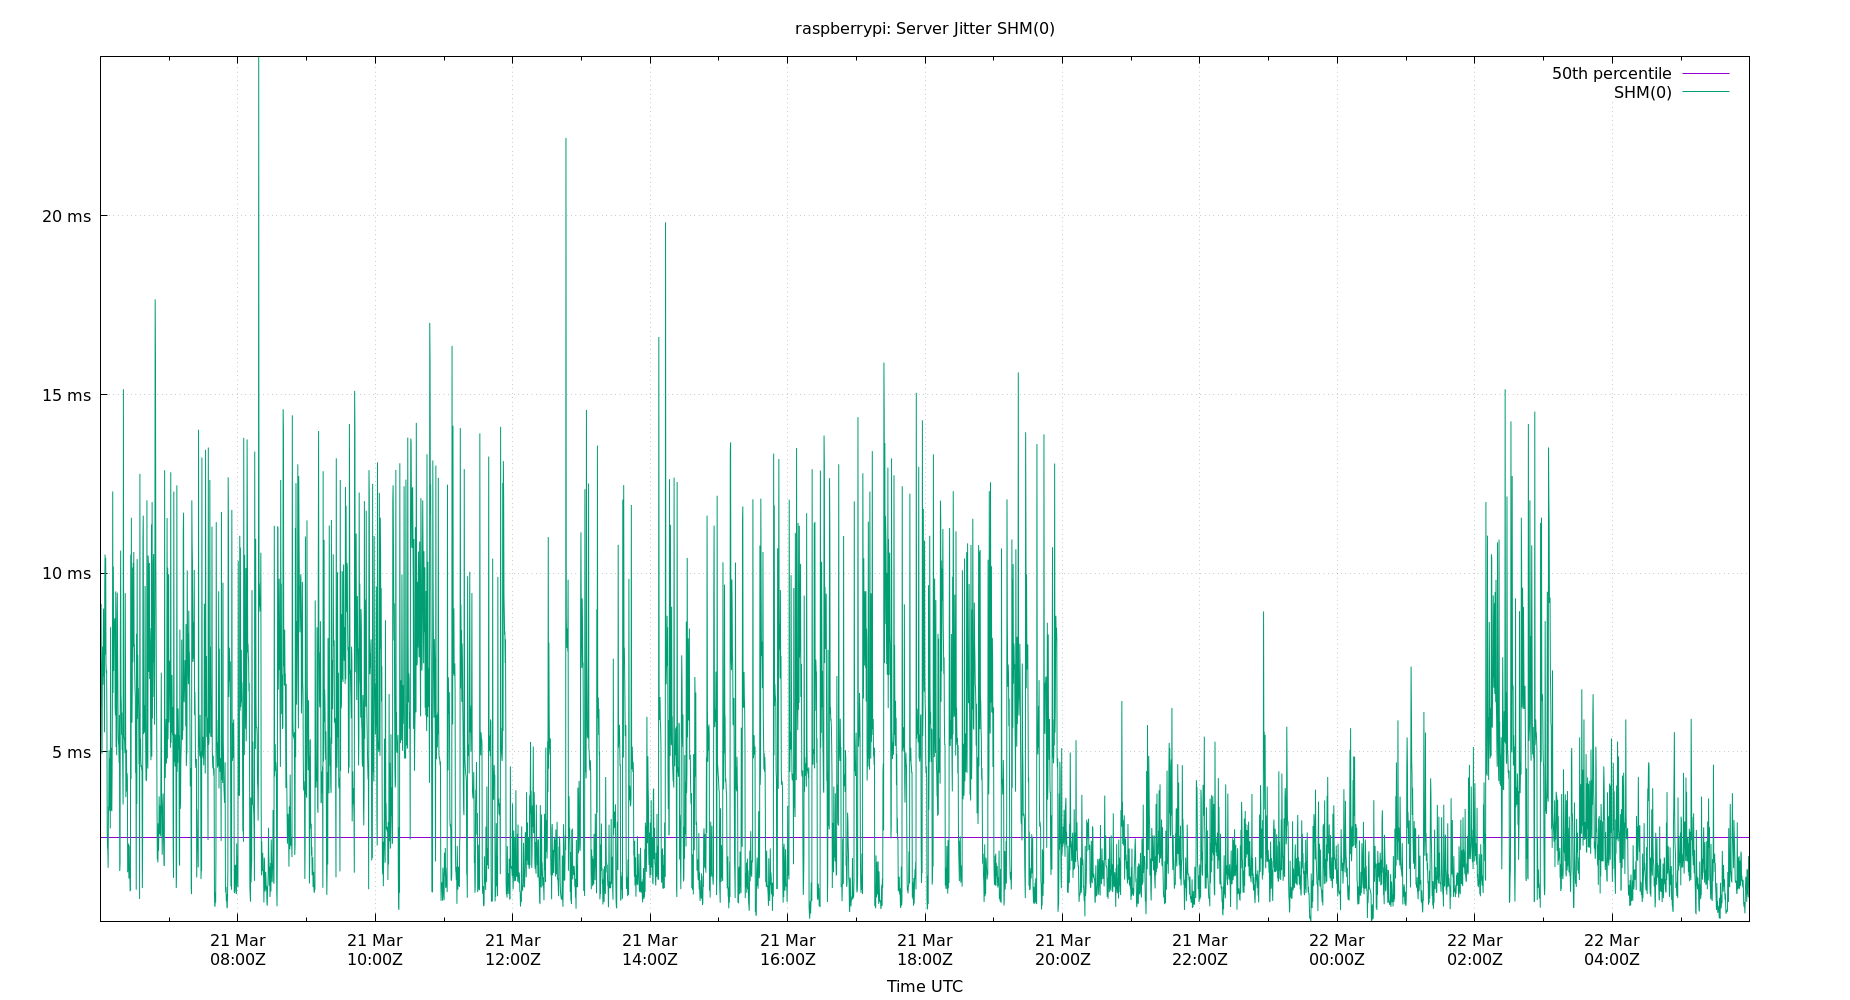 raspberrypi: Server Jitter SHM(0)
50th percentile
SHM(0)
20 ms
15 ms
10 ms
5 ms
21 Mar 21 Mar 21 Mar 21 Mar 21 Mar 21 Mar 21 Mar 21 Mar 22 Mar 22 Mar 22 Mar
08:00Z 10:00Z 12:00Z 14:00Z 16:00Z 18:00Z 20:00Z 22:00Z 00:00Z 02:00Z 04:00Z
Time UTC